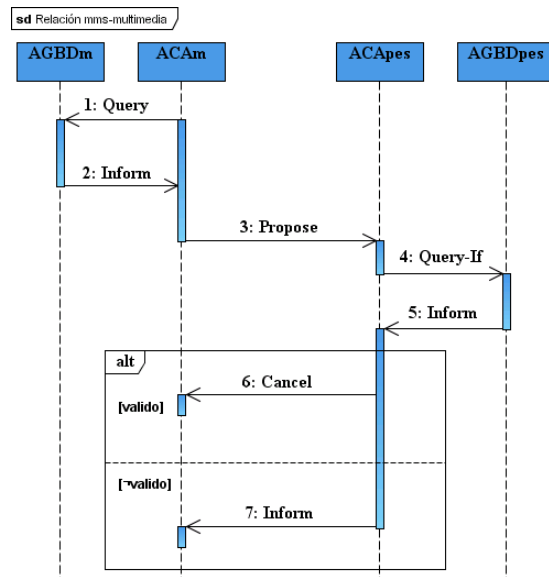 sd Relación mms-multimedia
AGBDm
ACAm
ACApes
AGBDpes
1: Query
2: Inform
3: Propose
4: Query-If
5: Inform
alt
6: Cancel
[valido]
[¬valido]
7: Inform